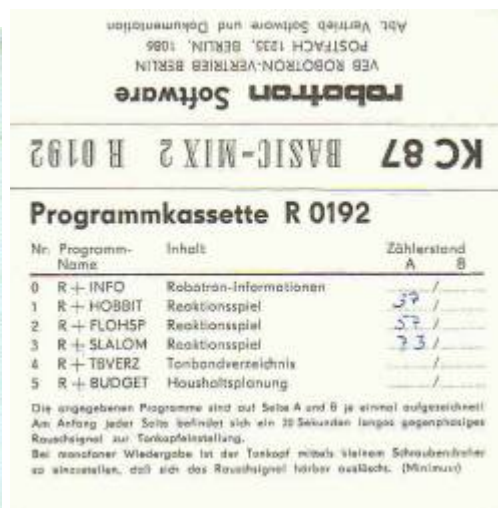 Abt. Vertrieb Software und Dokumentation
POSTFACH 1235, BERLIN, 1086
VEB ROBOTRON-VERTRIEB BERLIN
robotron Software
KC 87 BASIC-MIX 2 R 0192
Programmkassette R 0192
Nr. Programm-Name Inhalt Zählerstand A B
0 R+INFO Robotron-Informationen /
1 R+HOBBIT Reaktionsspiel 37 /
2 R+FLOHSP Reaktionsspiel 57 /
3 R+SLALOM Reaktionsspiel 73 /
4 R+TBVERZ Tonbandverzeichnis /
5 R+BUDGET Haushaltsplanung /
Die angegebenen Programme sind auf Seite A und B je einmal aufgezeichnet!
Am Anfang jeder Seite befindet sich ein 30 Sekunden langes gegenphasiges
Rauschsignal zur Tonkopfeinstellung.
Bei monofoner Wiedergabe ist der Tonkopf mittels kleinem Schraubendreher
so einzustellen, daß sich das Rauschsignal hörbar auslöscht. (Minimum)